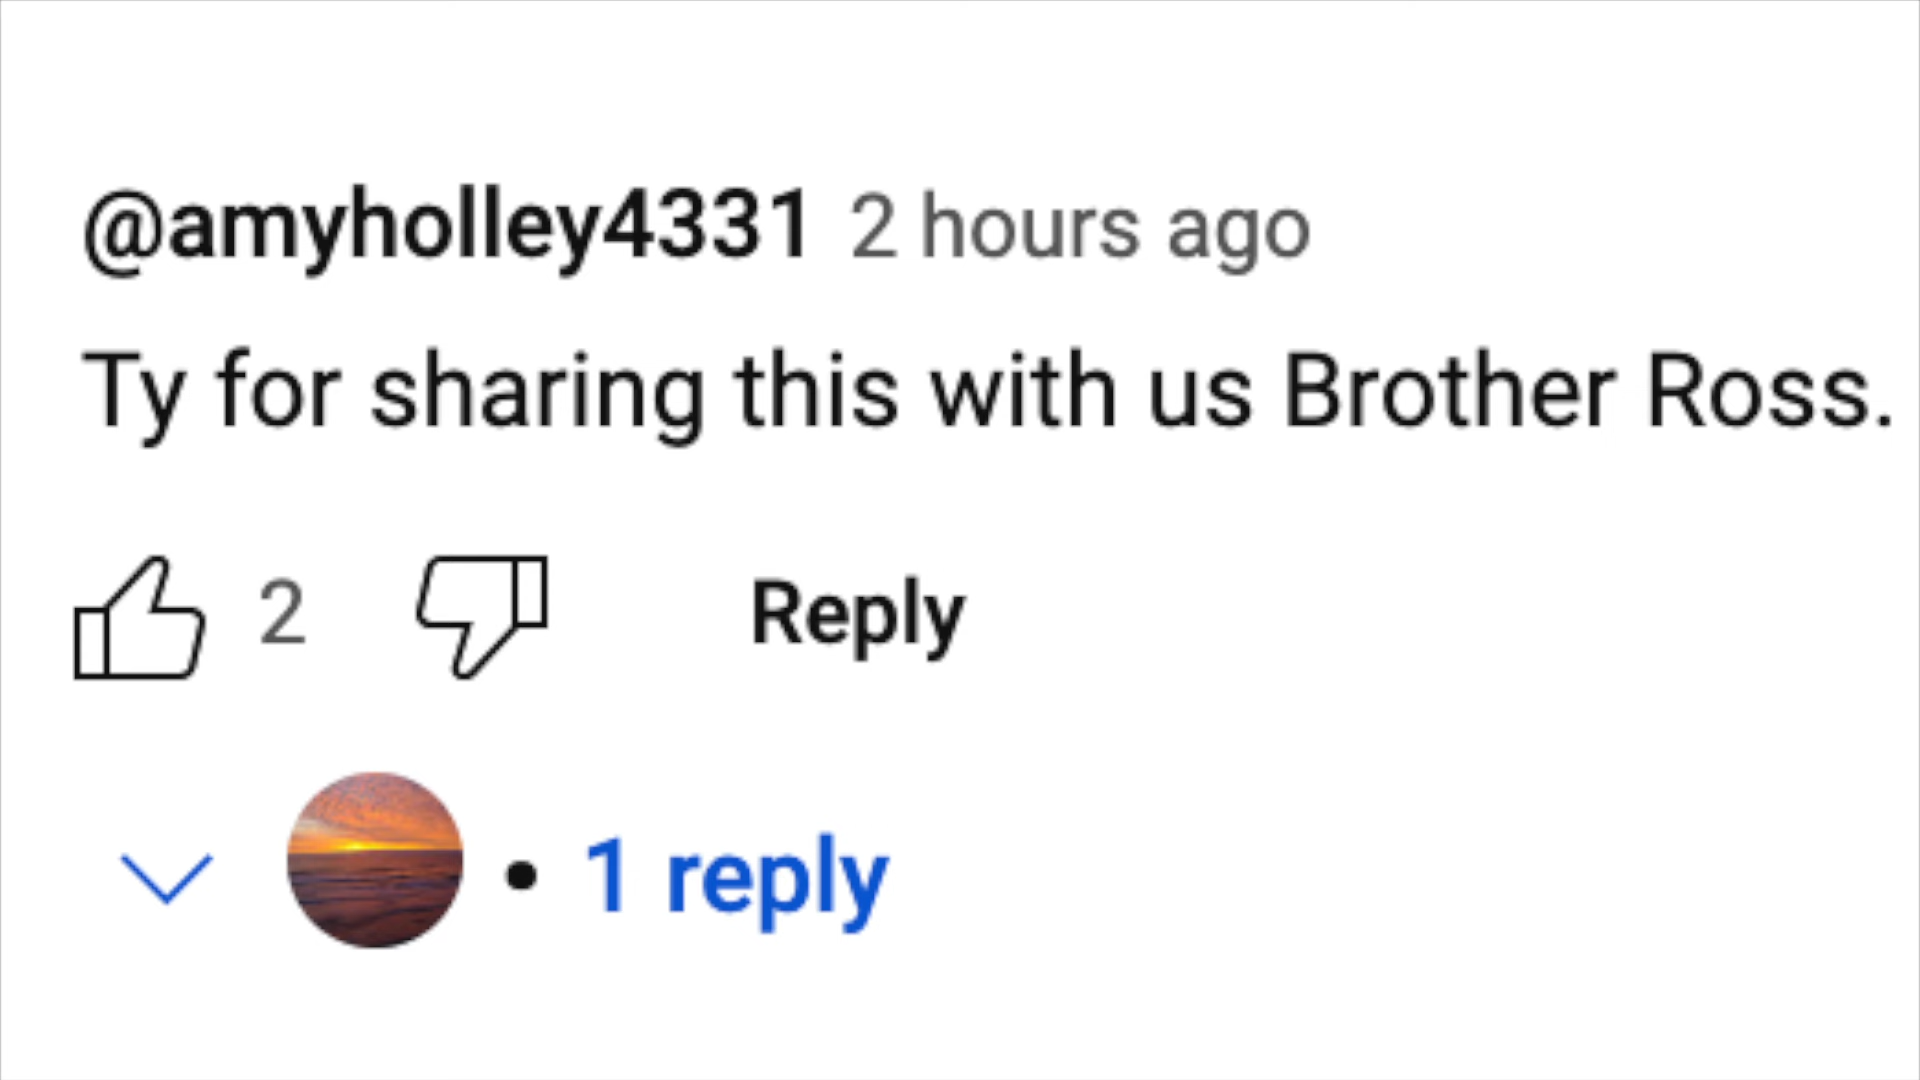 @amyholley4331 2 hours ago
Ty for sharing this with us Brother Ross.
2 Reply
• 1 reply